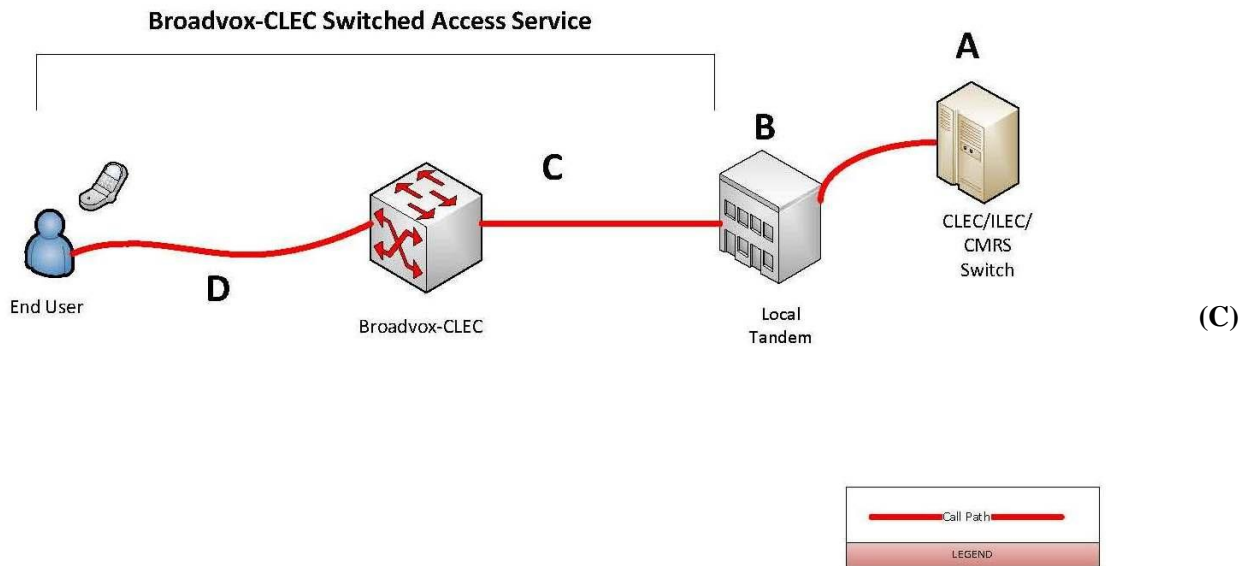 Broadvox-CLEC Switched Access Service
A
B
C
D
CLEC/ILEC/
CMRS
Switch
End User
Broadvox-CLEC
Local
Tandem
(C)
Call Path
LEGEND